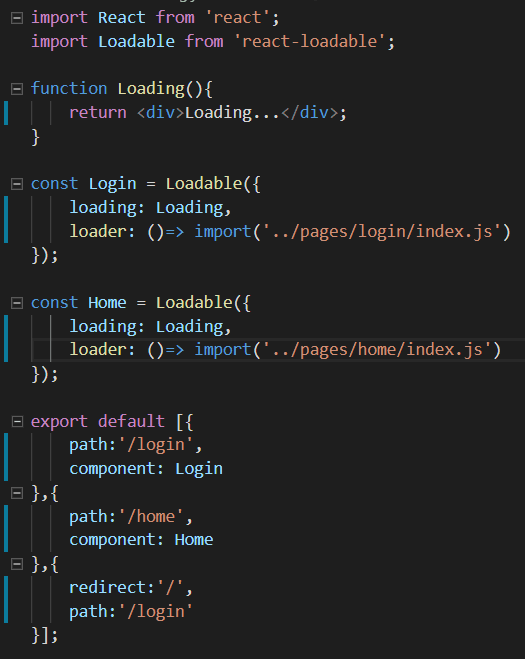 import React from 'react';
import Loadable from 'react-loadable';
function Loading(){
return <div>Loading...</div>;
}
const Login = Loadable({
loading: Loading,
loader: ()=> import('../pages/login/index.js')
});
const Home = Loadable({
loading: Loading,
loader: ()=> import('../pages/home/index.js')
});
export default [{
path:'/login',
component: Login
},{
path:'/home',
component: Home
},{
redirect:'/',
path:'/login'
}];